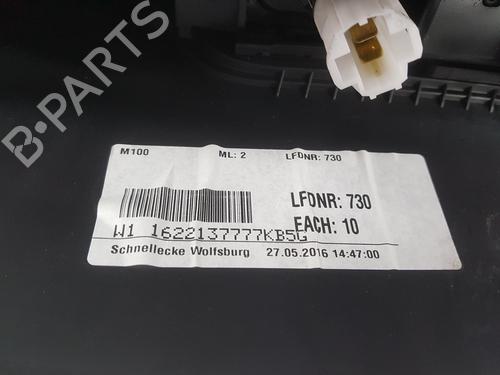 B-PARTS
M100 ML: 2 LFDNR: 730
LFDNR: 730
EACH: 10
W1 1622137777KB5G
Schnellecke Wolfsburg 27.05.2016 14:47:00